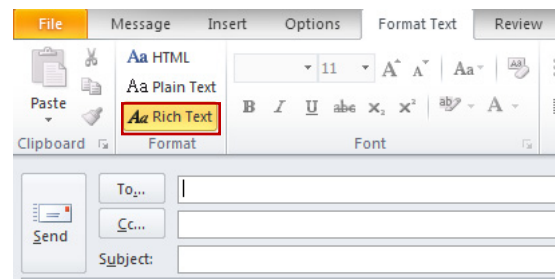 File Message Insert Options Format Text Review
Aa HTML
Aa Plain Text
Aa Rich Text
Paste
11 A A Aa
B I U abc x₂ x² ab A
Clipboard Format Font
To...
Cc...
Send
Subject: